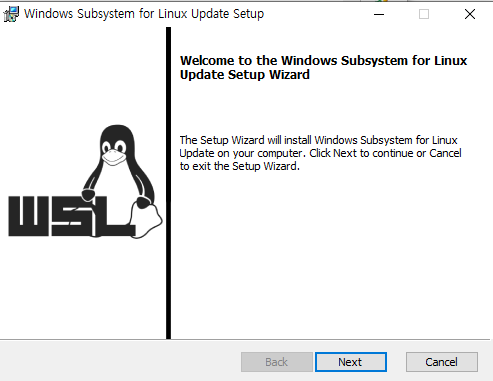 Windows Subsystem for Linux Update Setup
Welcome to the Windows Subsystem for Linux
Update Setup Wizard
The Setup Wizard will install Windows Subsystem for Linux
Update on your computer. Click Next to continue or Cancel
to exit the Setup Wizard.
WSL
Back
Next
Cancel